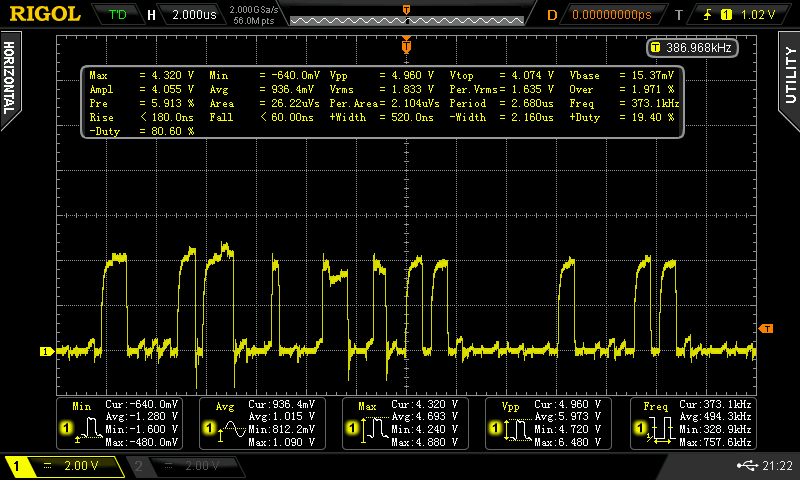 RIGOL T'D H 2.000us 2.000GSa/s 56.0M pts D 0.00000000ps T 1 1.02 V
HORIZONTAL
UTILITY
T 386.968kHz
Max = 4.320 V Min = -640.0mV Vpp = 4.960 V Vtop = 4.074 V Vbase = 15.37mV
Ampl = 4.055 V Avg = 936.4mV Vrms = 1.833 V Per.Vrms= 1.635 V Over = 1.971 %
Pre = 5.913 % Area = 26.22uVs Per.Area= 2.104uVs Period = 2.680us Freq = 373.1kHz
Rise < 180.0ns Fall < 60.00ns +Width = 520.0ns -Width = 2.160us +Duty = 19.40 %
-Duty = 80.60 %
T
1
T
Min Cur:-640.0mV
Avg:-1.280 V
1 Min:-1.600 V
Max:-480.0mV
Avg Cur:936.4mV
Avg:1.015 V
1 Min:812.2mV
Max:1.090 V
Max Cur:4.320 V
Avg:4.693 V
1 Min:4.240 V
Max:4.880 V
Vpp Cur:4.960 V
Avg:5.973 V
1 Min:4.720 V
Max:6.480 V
Freq Cur:373.1kHz
Avg:494.3kHz
1 Min:328.9kHz
Max:757.6kHz
1 = 2.00 V 2 = 2.00 V 21:22